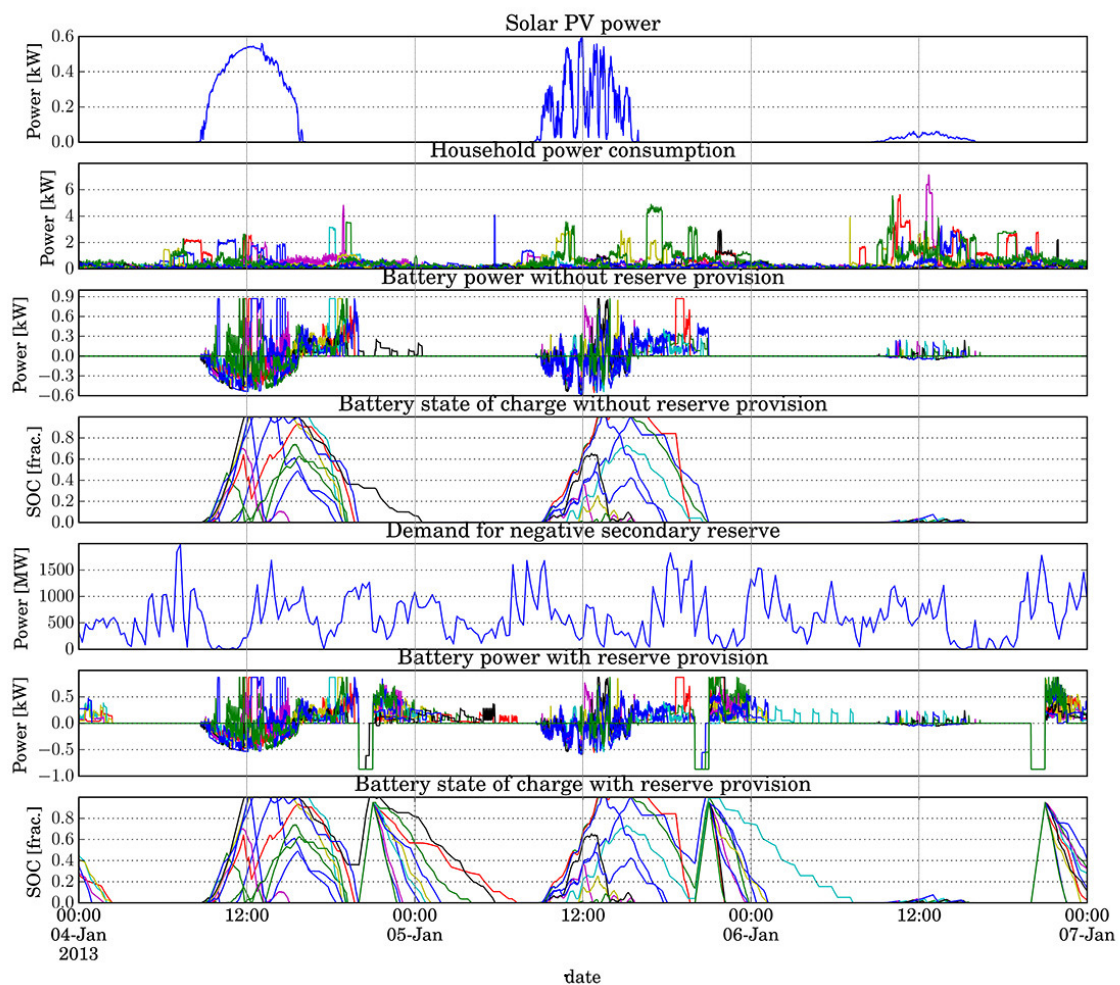 Solar PV power
Power [kW]
0.6
0.4
0.2
0.0
Household power consumption
Power [kW]
6
4
2
0
Battery power without reserve provision
Power [kW]
0.9
0.6
0.3
0.0
−0.3
−0.6
Battery state of charge without reserve provision
SOC [frac.]
0.8
0.6
0.4
0.2
0.0
Demand for negative secondary reserve
Power [MW]
1500
1000
500
0
Battery power with reserve provision
Power [kW]
0.5
0.0
−0.5
−1.0
Battery state of charge with reserve provision
SOC [frac.]
0.8
0.6
0.4
0.2
0.0
00:00 12:00 00:00 12:00 00:00 12:00 00:00
04-Jan 05-Jan 06-Jan 07-Jan
2013
date